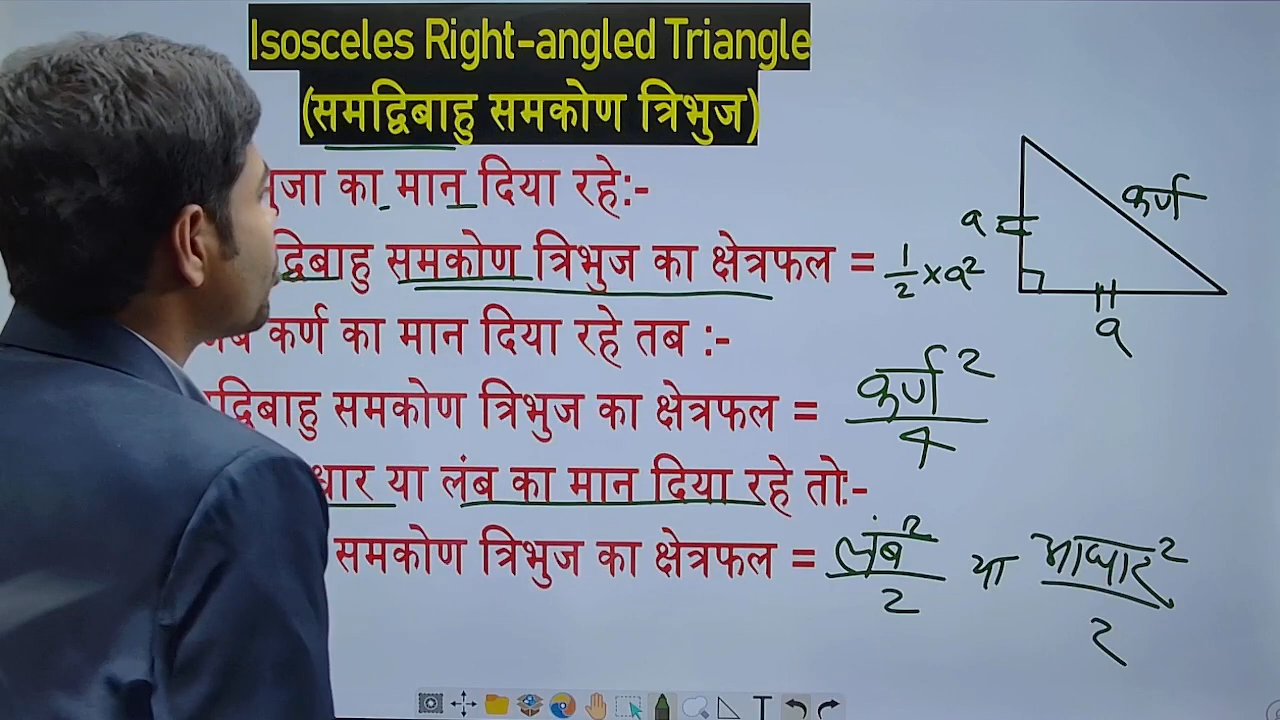 Isosceles Right-angled Triangle
(समद्विबाहु समकोण त्रिभुज)
का मान दिया रहे:-
समकोण त्रिभुज का क्षेत्रफल = 1/2 × a²
कर्ण का मान दिया रहे तब :-
समकोण त्रिभुज का क्षेत्रफल = कर्ण²/4
या लंब का मान दिया रहे तो:-
समकोण त्रिभुज का क्षेत्रफल = लंब²/2 या आधार²/2
a
कर्ण
a